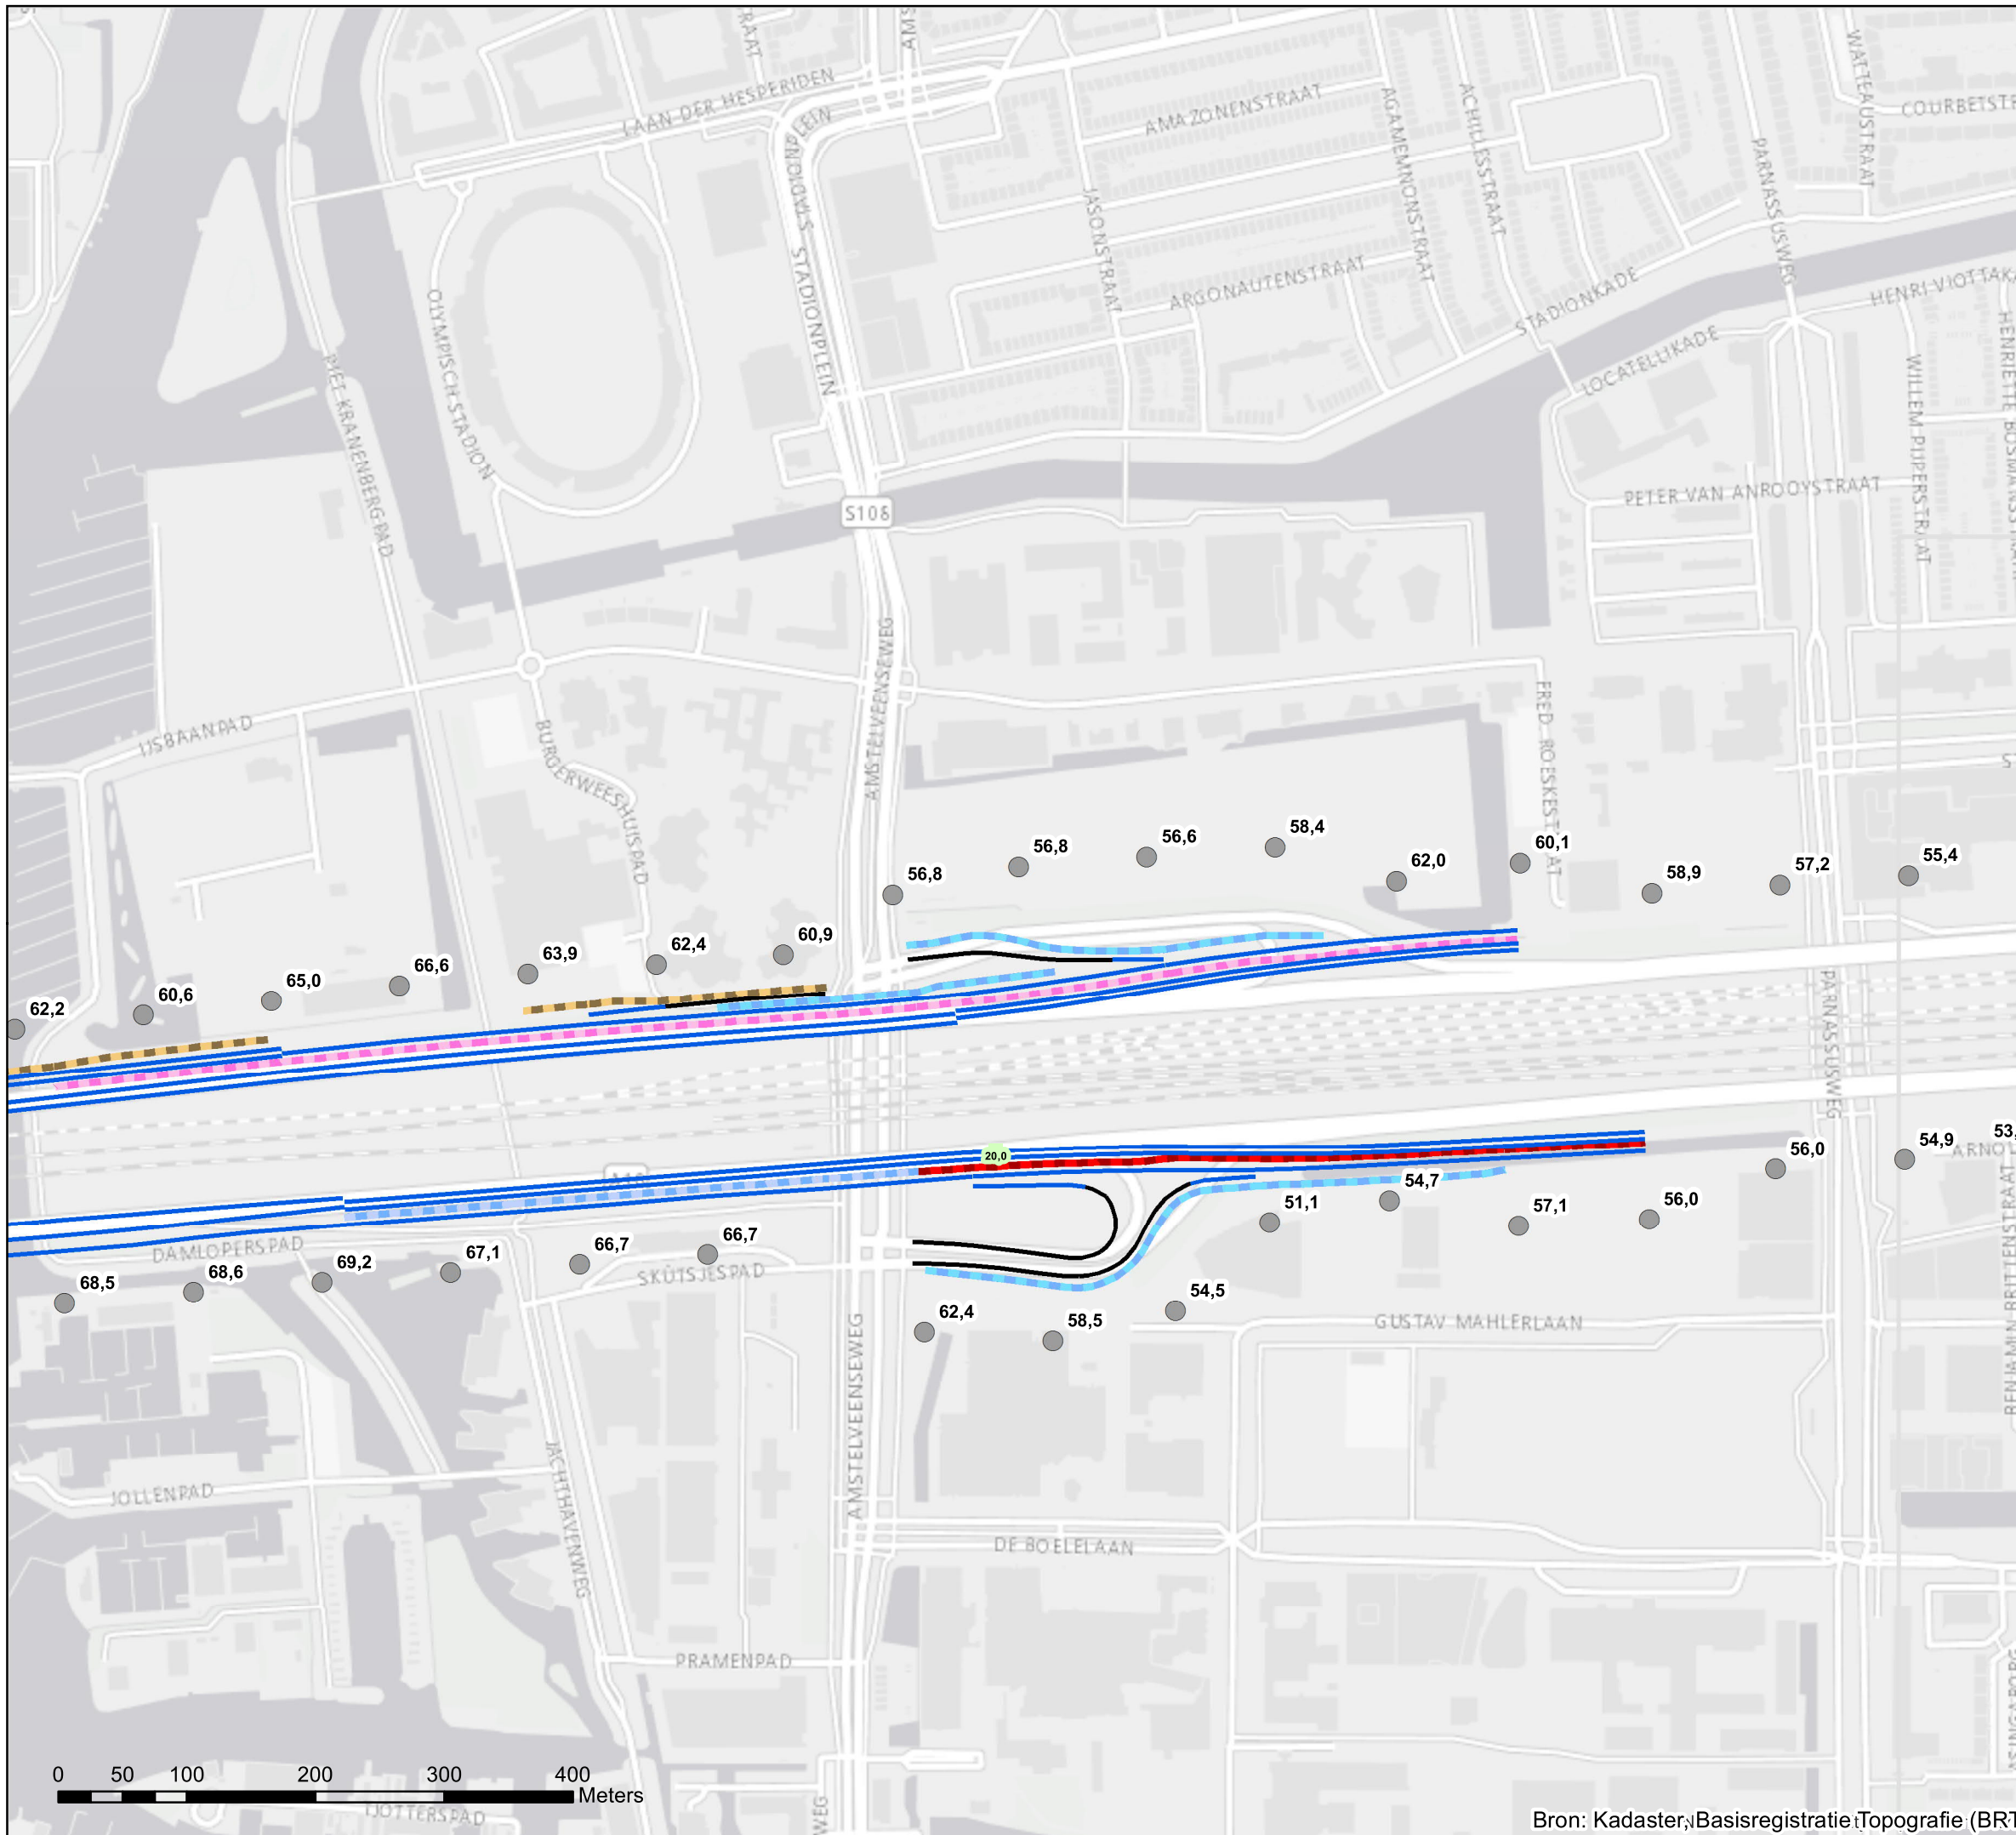 LAAN DER HESPERIDEN
STADIONPLEIN
STADIONPLEIN
AMAZONENSTRAAT
AGAMEMNONSTRAAT
ACHILLESSTRAAT
PARNASSUSWEG
WATTEAUSTRAAT
JASONSTRAAT
ARGONAUTENSTRAAT
STADIONKADE
LOCATELLIKADE
OLYMPISCH STADION
PIET KRANENBERGPAD
WILLEM PIJPERSTRAAT
PETER VAN ANROOYSTRAAT
S108
AMSTELVEENSEWEG
IJSBAANPAD
BURGERWEESHUISPAD
FRED. ROESKESTRAAT
62,2
60,6
65,0
66,6
63,9
62,4
60,9
56,8
56,8
56,6
58,4
62,0
60,1
58,9
57,2
55,4
PARNASSUSWEG
20,0
68,5
68,6
69,2
67,1
66,7
66,7
62,4
58,5
54,5
51,1
54,7
57,1
56,0
56,0
54,9
53,
DAMLOPERSPAD
SKÛTSJESPAD
GUSTAV MAHLERLAAN
AMSTELVEENSEWEG
JOLLENPAD
JACHTHAVENWEG
DE BOELELAAN
PRAMENPAD
TJOTTERSPAD
0 50 100 200 300 400
Meters
Bron: Kadaster, Basisregistratie Topografie (BRT